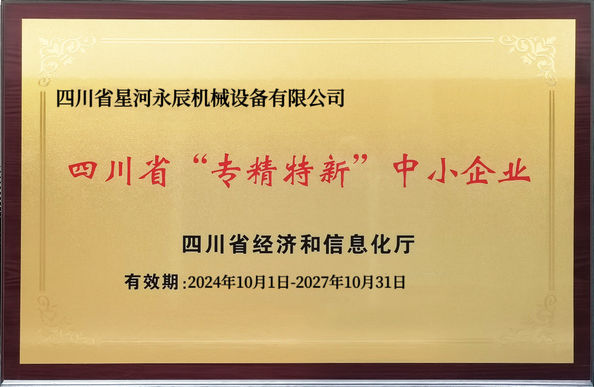 四川省星河永辰机械设备有限公司
四川省“专精特新”中小企业
四川省经济和信息化厅
有效期:2024年10月1日-2027年10月31日